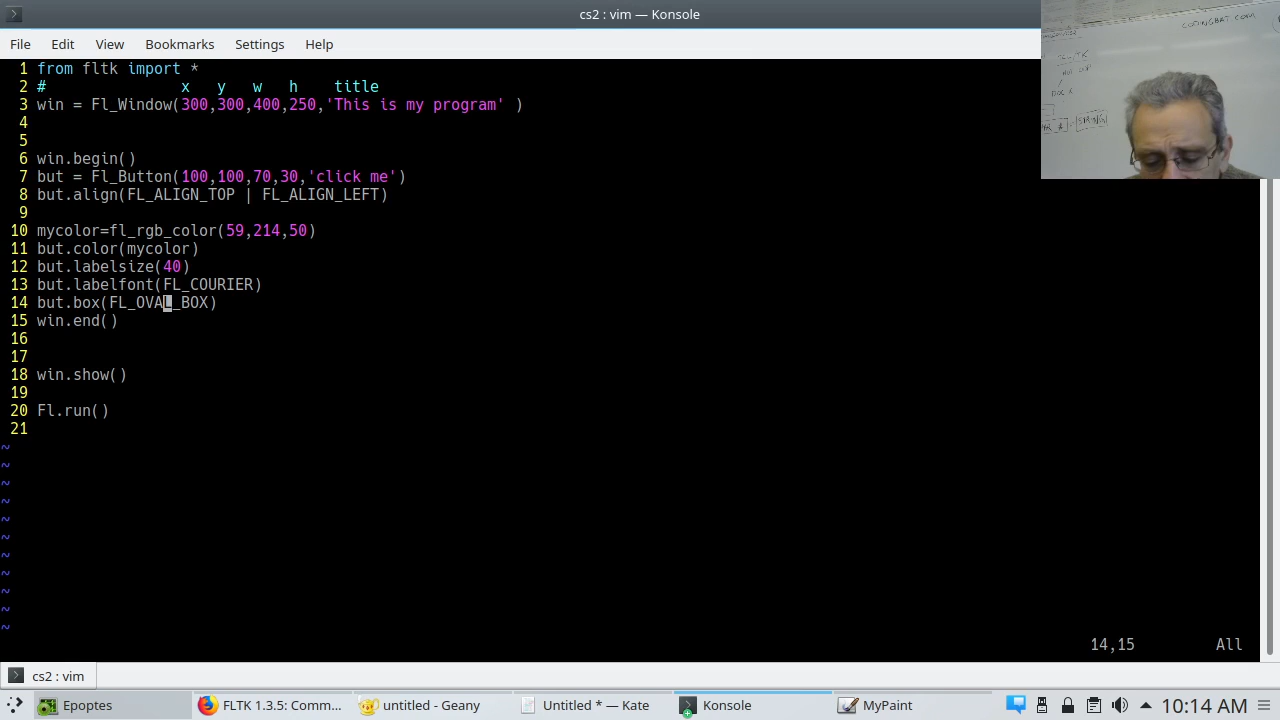 cs2 : vim — Konsole
File Edit View Bookmarks Settings Help
1 from fltk import *
2 # x y w h title
3 win = Fl_Window(300,300,400,250,'This is my program' )
4
5
6 win.begin()
7 but = Fl_Button(100,100,70,30,'click me')
8 but.align(FL_ALIGN_TOP | FL_ALIGN_LEFT)
9
10 mycolor=fl_rgb_color(59,214,50)
11 but.color(mycolor)
12 but.labelsize(40)
13 but.labelfont(FL_COURIER)
14 but.box(FL_OVAL_BOX)
15 win.end()
16
17
18 win.show()
19
20 Fl.run()
21
~
~
~
~
~
~
~
~
~
~
~
14,15 All
cs2 : vim
Epoptes FLTK 1.3.5: Comm... untitled - Geany Untitled * — Kate Konsole MyPaint 10:14 AM
CODINGBAT.COM